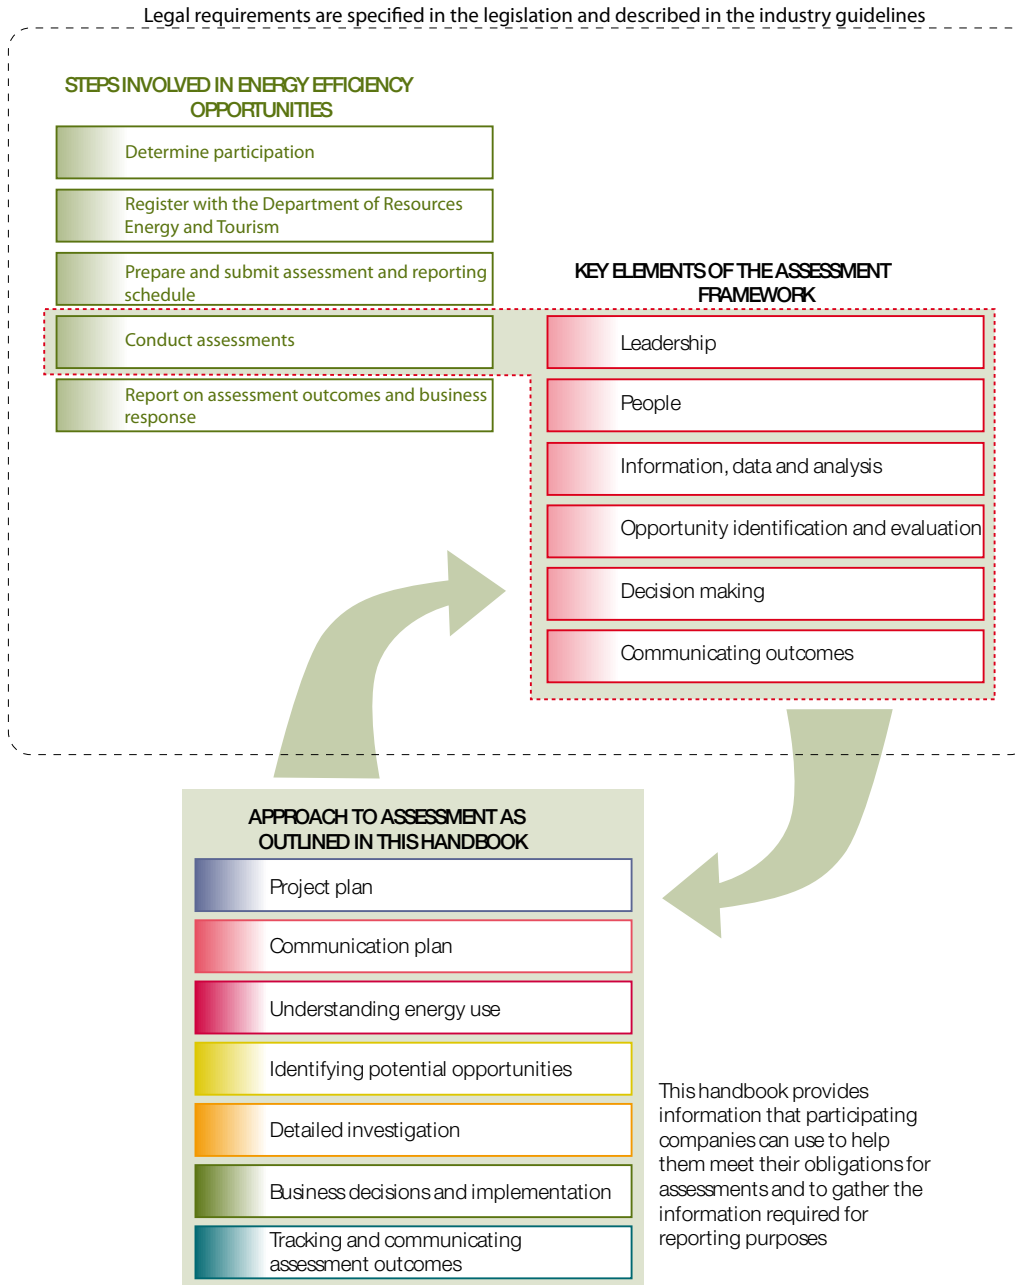 Legal requirements are specified in the legislation and described in the industry guidelines
STEPS INVOLVED IN ENERGY EFFICIENCY
OPPORTUNITIES
Determine participation
Register with the Department of Resources
Energy and Tourism
Prepare and submit assessment and reporting
schedule
Conduct assessments
Report on assessment outcomes and business
response
KEY ELEMENTS OF THE ASSESSMENT
FRAMEWORK
Leadership
People
Information, data and analysis
Opportunity identification and evaluation
Decision making
Communicating outcomes
APPROACH TO ASSESSMENT AS
OUTLINED IN THIS HANDBOOK
Project plan
Communication plan
Understanding energy use
Identifying potential opportunities
Detailed investigation
Business decisions and implementation
Tracking and communicating
assessment outcomes
This handbook provides
information that participating
companies can use to help
them meet their obligations for
assessments and to gather the
information required for
reporting purposes